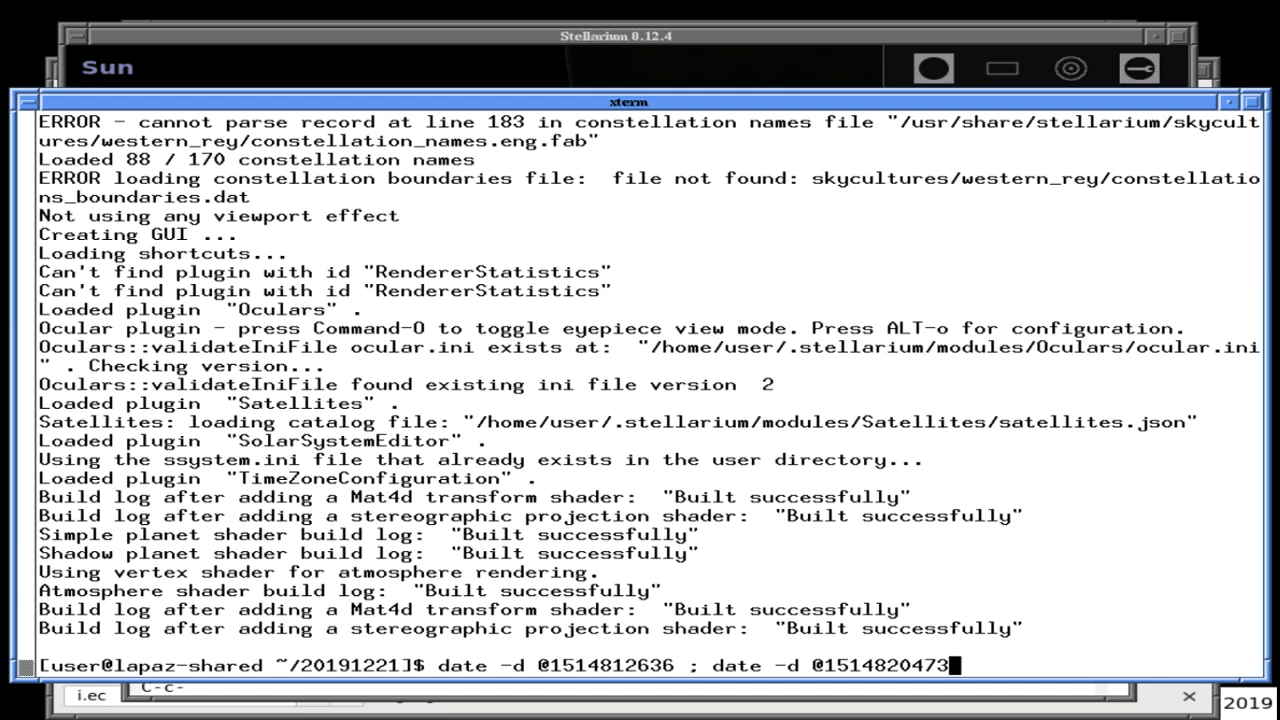 Stellarium 0.12.4
Sun
xterm
ERROR - cannot parse record at line 183 in constellation names file "/usr/share/stellarium/skycult
ures/western_rey/constellation_names.eng.fab"
Loaded 88 / 170 constellation names
ERROR loading constellation boundaries file:  file not found: skycultures/western_rey/constellatio
ns_boundaries.dat
Not using any viewport effect
Creating GUI ...
Loading shortcuts...
Can't find plugin with id "RendererStatistics"
Can't find plugin with id "RendererStatistics"
Loaded plugin  "Oculars" .
Ocular plugin - press Command-O to toggle eyepiece view mode. Press ALT-o for configuration.
Oculars::validateIniFile ocular.ini exists at:  "/home/user/.stellarium/modules/Oculars/ocular.ini
" . Checking version...
Oculars::validateIniFile found existing ini file version  2
Loaded plugin  "Satellites" .
Satellites: loading catalog file: "/home/user/.stellarium/modules/Satellites/satellites.json"
Loaded plugin  "SolarSystemEditor" .
Using the ssystem.ini file that already exists in the user directory...
Loaded plugin  "TimeZoneConfiguration" .
Build log after adding a Mat4d transform shader:  "Built successfully"
Build log after adding a stereographic projection shader:  "Built successfully"
Simple planet shader build log:  "Built successfully"
Shadow planet shader build log:  "Built successfully"
Using vertex shader for atmosphere rendering.
Atmosphere shader build log:  "Built successfully"
Build log after adding a Mat4d transform shader:  "Built successfully"
Build log after adding a stereographic projection shader:  "Built successfully"
[user@lapaz-shared ~/20191221]$ date -d @1514812636 ; date -d @1514820473
C-c-
i.ec
2019